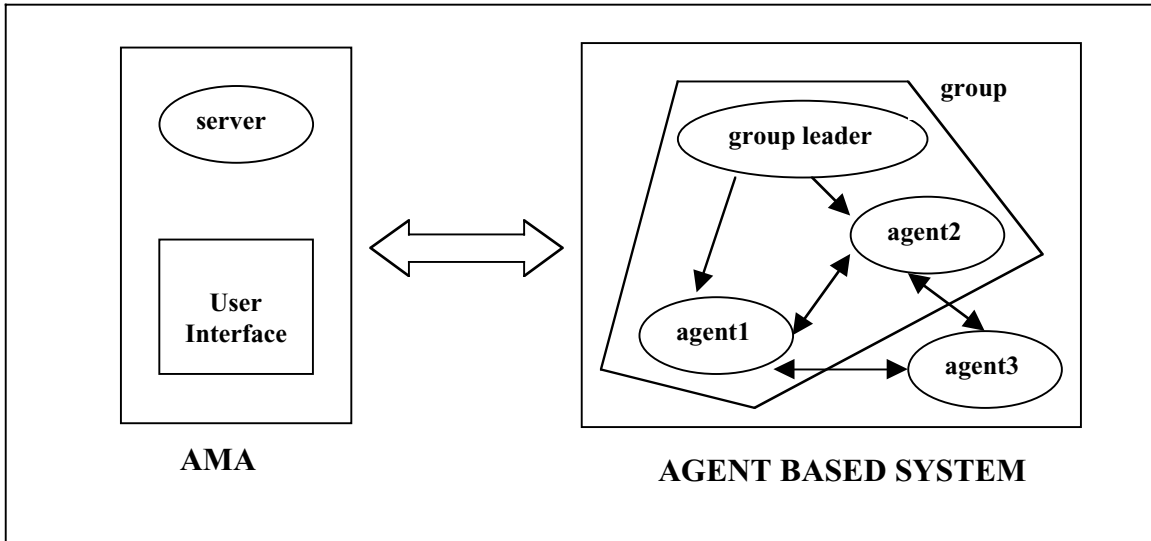 server
User
Interface
AMA
group
group leader
agent2
agent1
agent3
AGENT BASED SYSTEM